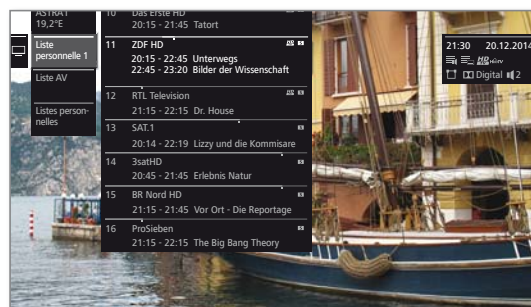 ASTRA1
19,2°E
Liste
personnelle 1
Liste AV
Listes person-
nelles
10 Das Erste HD
20:15 - 21:45 Tatort
11 ZDF HD
20:15 - 22:45 Unterwegs
22:45 - 23:20 Bilder der Wissenschaft
12 RTL Television
21:15 - 22:15 Dr. House
13 SAT.1
20:14 - 22:19 Lizzy und die Kommisare
14 3satHD
20:45 - 21:45 Erlebnis Natur
15 BR Nord HD
21:15 - 21:45 Vor Ort - Die Reportage
16 ProSieben
21:15 - 22:15 The Big Bang Theory
21:30 20.12.2014
Digital 2